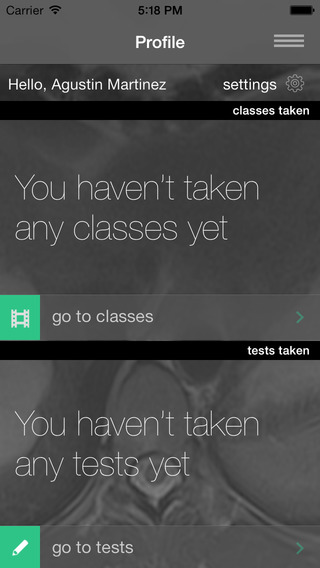 Carrier 5:18 PM
Profile
Hello, Agustin Martinez settings
classes taken
You haven't taken
any classes yet
go to classes
tests taken
You haven't taken
any tests yet
go to tests